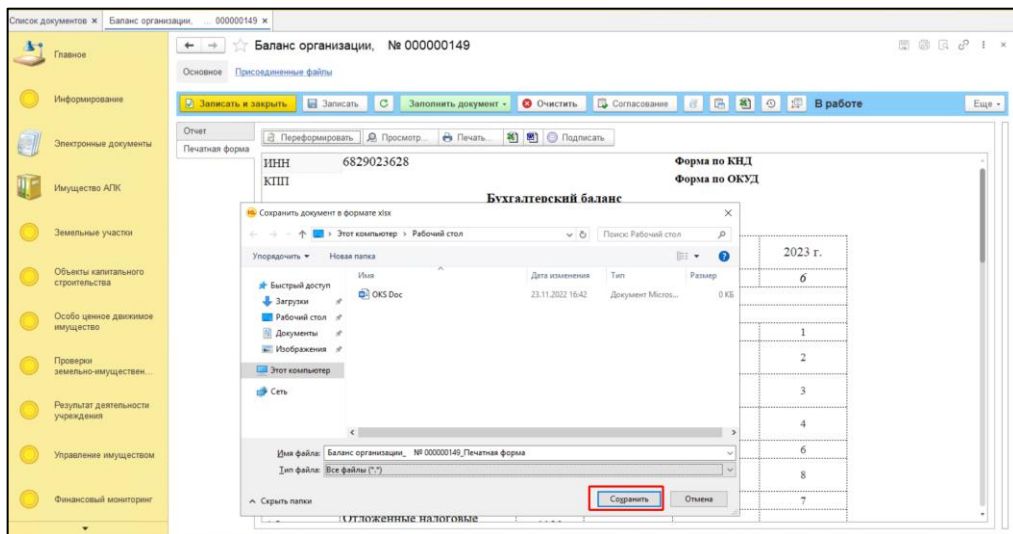 Список документов × Баланс организации, ... 000000149 ×
Главное
Информирование
Электронные документы
Имущество АПК
Земельные участки
Объекты капитального
строительства
Особо ценное движимое
имущество
Проверки
земельно-имуществен...
Результат деятельности
учреждения
Управление имуществом
Финансовый мониторинг
Баланс организации, № 000000149
Основное Присоединенные файлы
Записать и закрыть Записать Заполнить документ Очистить Согласование В работе Еще
Отчет
Печатная форма
Переформировать Просмотр... Печать... Подписать
ИНН 6829023628 Форма по КНД
КПП Форма по ОКУД
Бухгалтерский баланс
Сохранить документ в формате xlsx ×
Этот компьютер › Рабочий стол Поиск: Рабочий стол
Упорядочить Новая папка
Имя Дата изменения Тип Размер
OKS Doc 23.11.2022 16:42 Документ Micros... 0 КБ
Быстрый доступ
Загрузки
Рабочий стол
Документы
Изображения
Этот компьютер
Сеть
Имя файла: Баланс организации_ № 000000149_Печатная форма
Тип файла: Все файлы (*.*)
Скрыть папки Сохранить Отмена
2023 г.
6
1
2
3
4
6
8
7
Отложенные налоговые